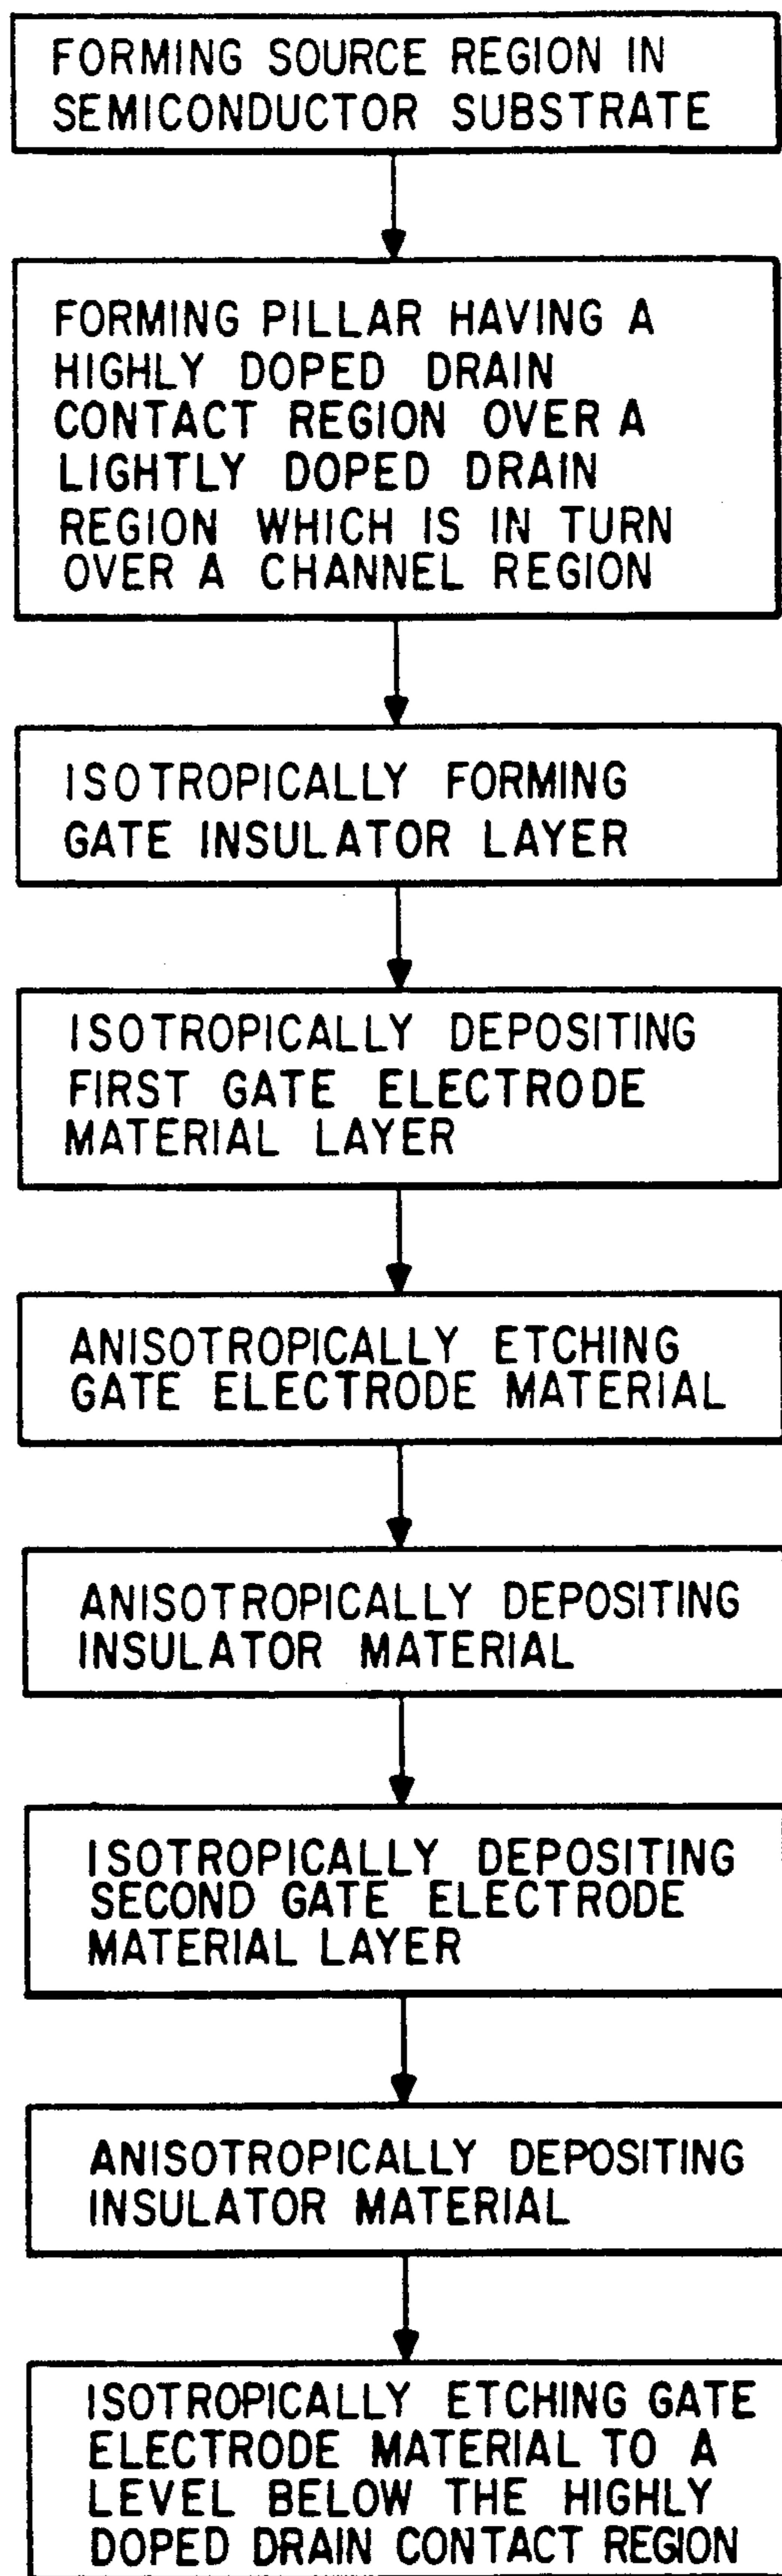 FORMING SOURCE REGION IN
SEMICONDUCTOR SUBSTRATE
FORMING PILLAR HAVING A
HIGHLY DOPED DRAIN
CONTACT REGION OVER A
LIGHTLY DOPED DRAIN
REGION WHICH IS IN TURN
OVER A CHANNEL REGION
ISOTROPICALLY FORMING
GATE INSULATOR LAYER
ISOTROPICALLY DEPOSITING
FIRST GATE ELECTRODE
MATERIAL LAYER
ANISOTROPICALLY ETCHING
GATE ELECTRODE MATERIAL
ANISOTROPICALLY DEPOSITING
INSULATOR MATERIAL
ISOTROPICALLY DEPOSITING
SECOND GATE ELECTRODE
MATERIAL LAYER
ANISOTROPICALLY DEPOSITING
INSULATOR MATERIAL
ISOTROPICALLY ETCHING GATE
ELECTRODE MATERIAL TO A
LEVEL BELOW THE HIGHLY
DOPED DRAIN CONTACT REGION